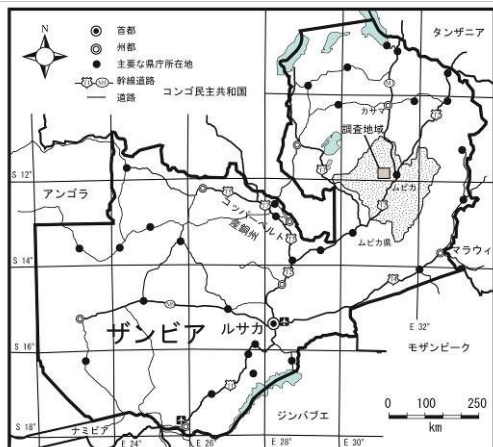 N
首都
州都
主要な県庁所在地
幹線道路
道路
コンゴ民主共和国
タンザニア
カサマ
調査地域
ムピカ
ムピカ県
アンゴラ
コッパーベルト
産銅州
マラウィ
ザンビア
ルサカ
モザンビーク
ジンバブエ
ナミビア
S 12°
S 14°
S 16°
S 18°
E 24°
E 26°
E 28°
E 30°
E 32°
0 100 250
km